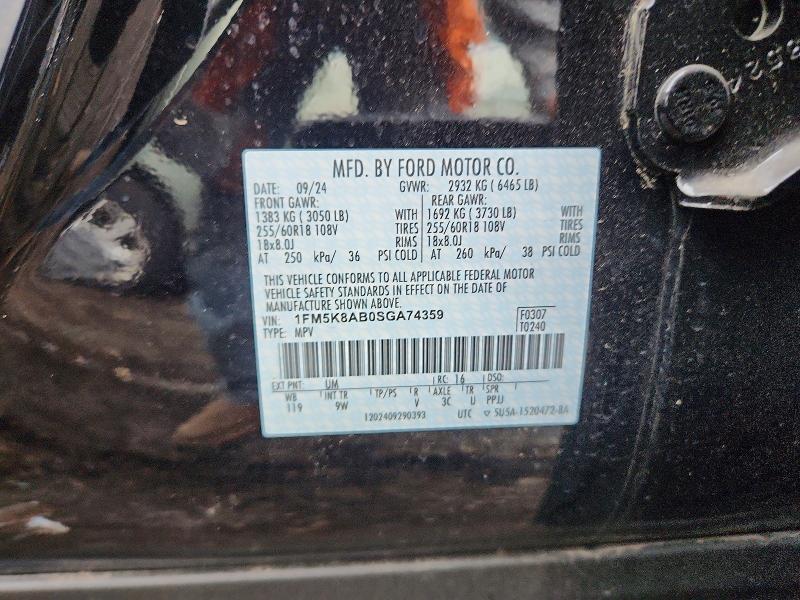 MFD. BY FORD MOTOR CO.
DATE: 09/24 GVWR: 2932 KG ( 6465 LB)
FRONT GAWR: REAR GAWR:
1383 KG ( 3050 LB) WITH 1692 KG ( 3730 LB) WITH
255/60R18 108V TIRES 255/60R18 108V TIRES
18x8.0J RIMS 18x8.0J RIMS
AT 250 kPa/ 36 PSI COLD AT 260 kPa/ 38 PSI COLD
THIS VEHICLE CONFORMS TO ALL APPLICABLE FEDERAL MOTOR
VEHICLE SAFETY STANDARDS IN EFFECT ON THE DATE OF
MANUFACTURE SHOWN ABOVE.
VIN: 1FM5K8AB0SGA74359 F0307
TYPE: MPV T0240
EXT PNT: UM RC: 16 DSO:
WB INT TR TP/PS R AXLE TR SPR
119 9W V 3C U PPJJ
1202409290393 UTC 5U5A-1520472-BA